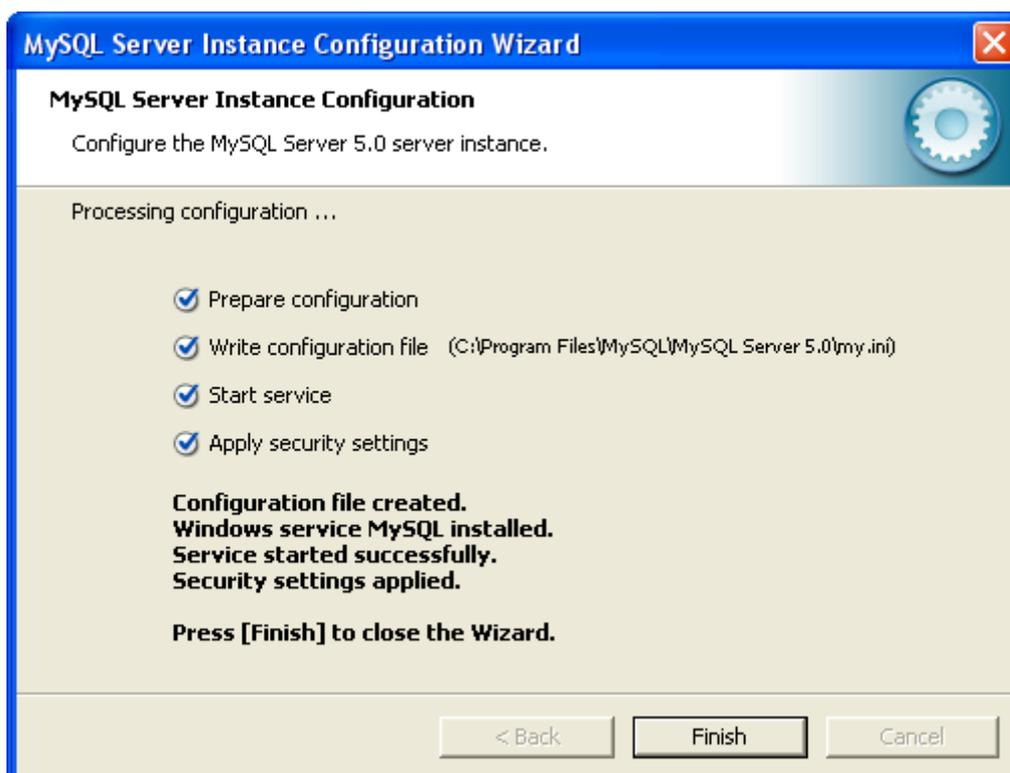 MySQL Server Instance Configuration Wizard
MySQL Server Instance Configuration
Configure the MySQL Server 5.0 server instance.
Processing configuration ...
Prepare configuration
Write configuration file (C:\Program Files\MySQL\MySQL Server 5.0\my.ini)
Start service
Apply security settings
Configuration file created.
Windows service MySQL installed.
Service started successfully.
Security settings applied.
Press [Finish] to close the Wizard.
< Back Finish Cancel